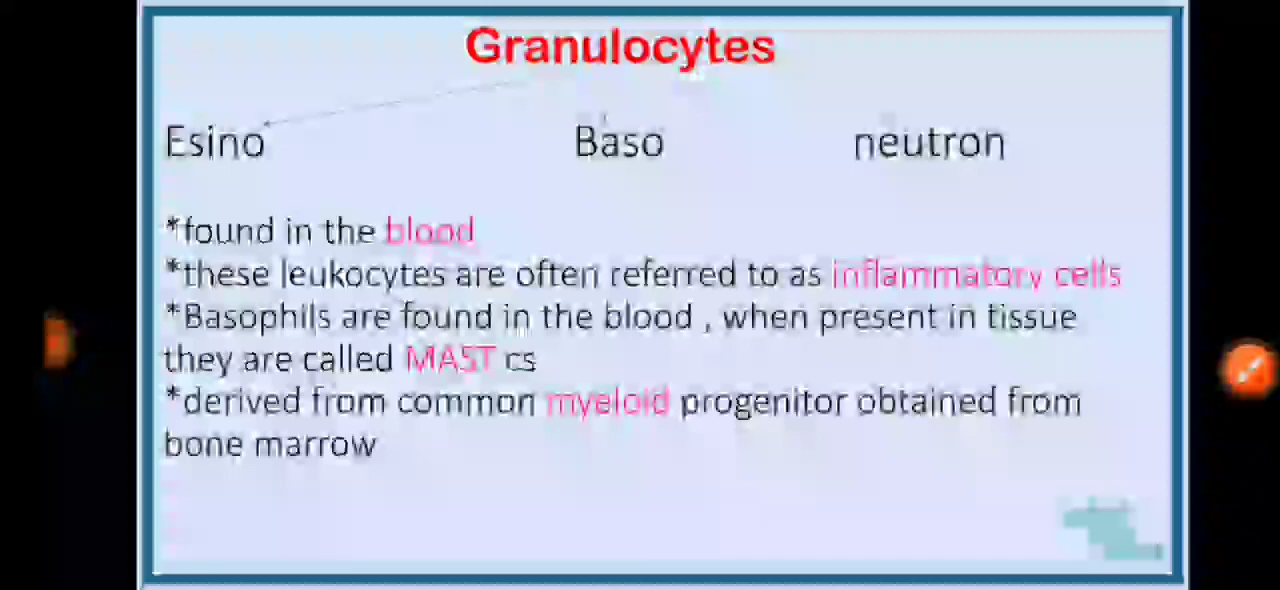 Granulocytes
Esino Baso neutron
*found in the blood
*these leukocytes are often referred to as inflammatory cells
*Basophils are found in the blood , when present in tissue
they are called MAST cs
*derived from common myeloid progenitor obtained from
bone marrow